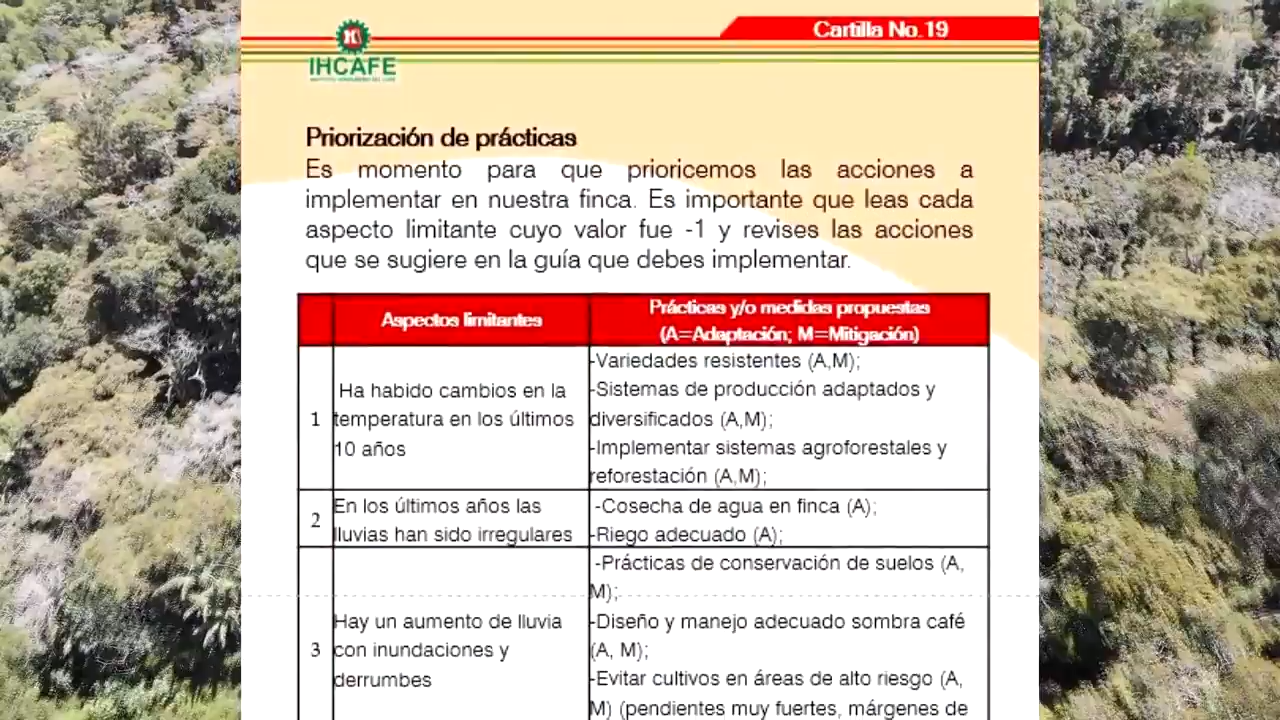 Cartilla No.19
IHCAFE
Priorización de prácticas
Es momento para que prioricemos las acciones a
implementar en nuestra finca. Es importante que leas cada
aspecto limitante cuyo valor fue -1 y revises las acciones
que se sugiere en la guía que debes implementar.
Aspectos limitantes
Prácticas y/o medidas propuestas
(A=Adaptación; M=Mitigación)
1
Ha habido cambios en la
temperatura en los últimos
10 años
-Variedades resistentes (A,M);
-Sistemas de producción adaptados y
diversificados (A,M);
-Implementar sistemas agroforestales y
reforestación (A,M);
2
En los últimos años las
lluvias han sido irregulares
-Cosecha de agua en finca (A);
-Riego adecuado (A);
3
Hay un aumento de lluvia
con inundaciones y
derrumbes
-Prácticas de conservación de suelos (A,
M);
-Diseño y manejo adecuado sombra café
(A, M);
-Evitar cultivos en áreas de alto riesgo (A,
M) (pendientes muy fuertes, márgenes de